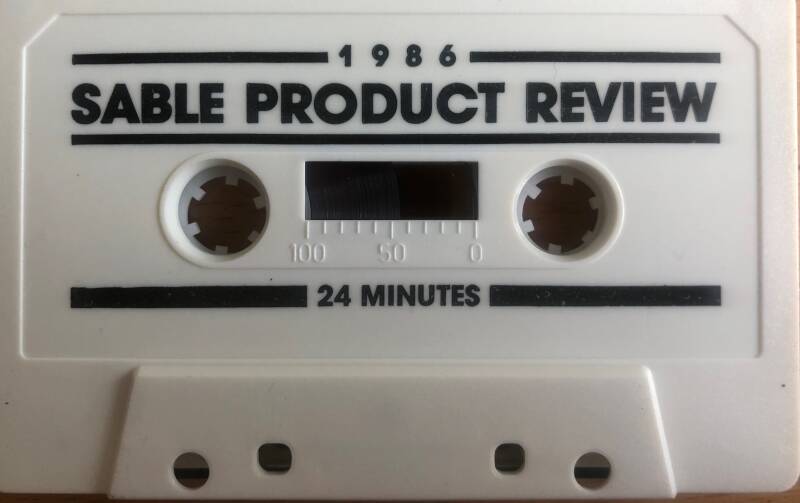 1986
SABLE PRODUCT REVIEW
100 50 0
24 MINUTES